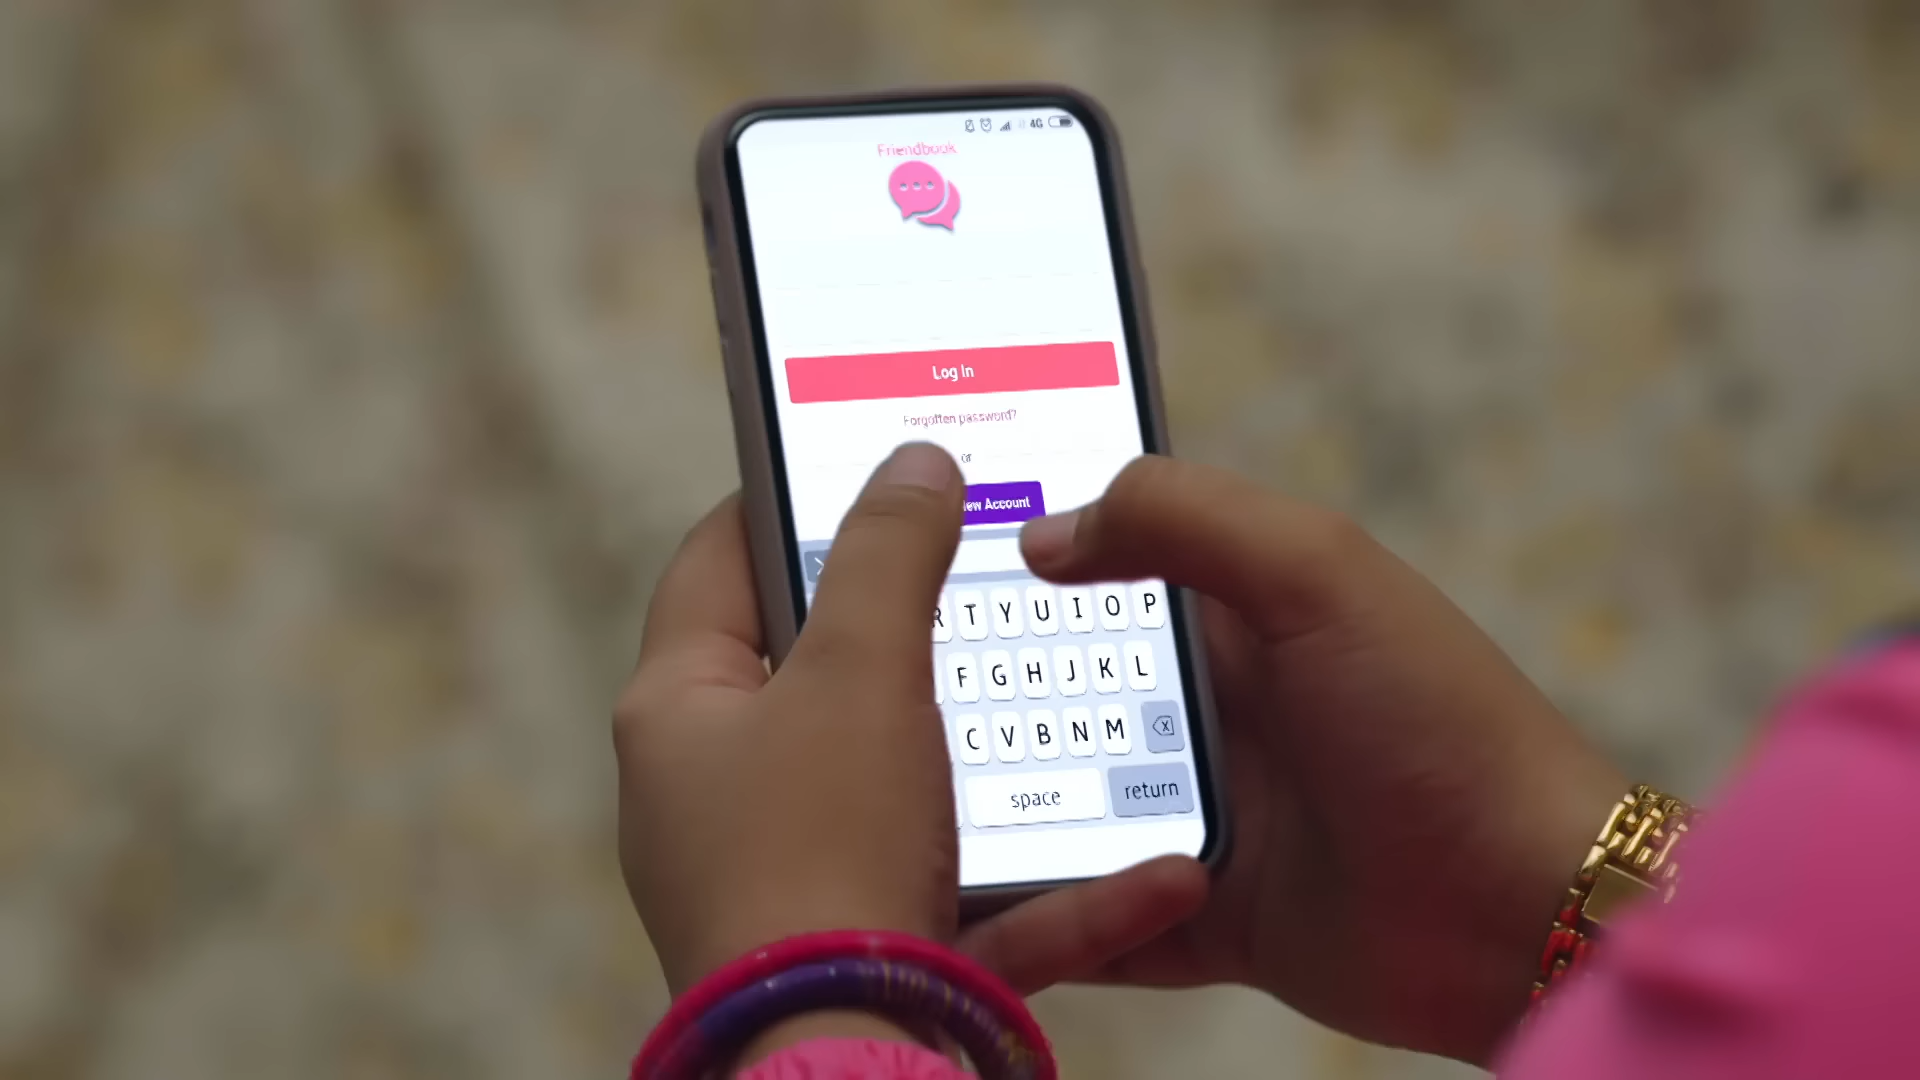 4G
Friendbook
Log In
Forgotten password?
or
New Account
R T Y U I O P
F G H J K L
C V B N M
space return